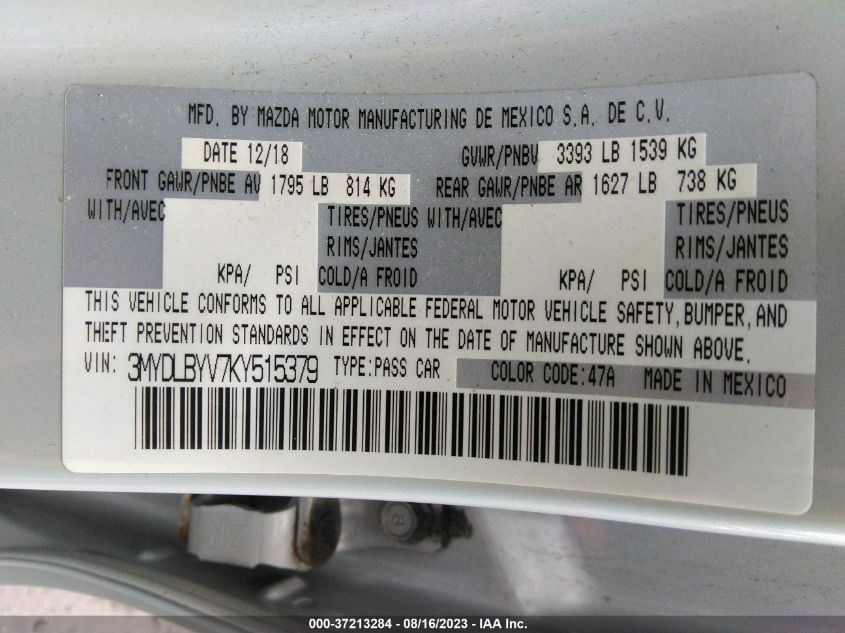 MFD. BY MAZDA MOTOR MANUFACTURING DE MEXICO S.A. DE C.V.
DATE 12/18 GVWR/PNBV 3393 LB 1539 KG
FRONT GAWR/PNBE AV 1795 LB 814 KG REAR GAWR/PNBE AR 1627 LB 738 KG
WITH/AVEC TIRES/PNEUS WITH/AVEC TIRES/PNEUS
RIMS/JANTES RIMS/JANTES
KPA/ PSI COLD/A FROID KPA/ PSI COLD/A FROID
THIS VEHICLE CONFORMS TO ALL APPLICABLE FEDERAL MOTOR VEHICLE SAFETY, BUMPER, AND
THEFT PREVENTION STANDARDS IN EFFECT ON THE DATE OF MANUFACTURE SHOWN ABOVE.
VIN: 3MYDLBYV7KY515379 TYPE:PASS CAR COLOR CODE:47A MADE IN MEXICO
000-37213284 - 08/16/2023 - IAA Inc.